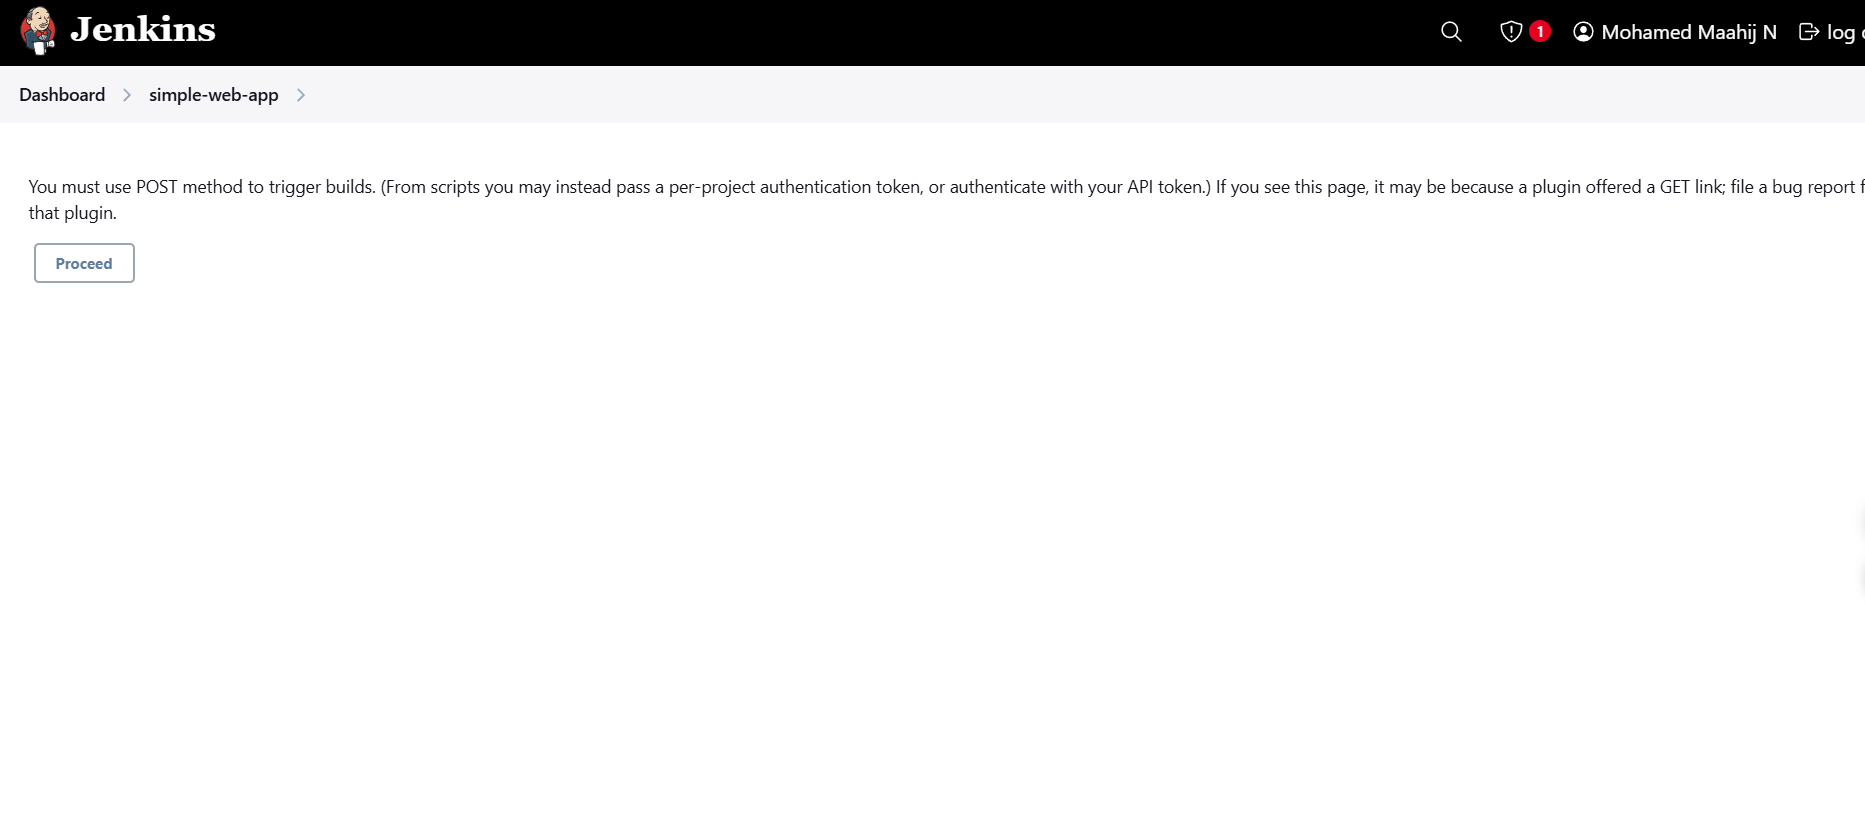 Jenkins
1
Mohamed Maahij N
log
Dashboard
simple-web-app
You must use POST method to trigger builds. (From scripts you may instead pass a per-project authentication token, or authenticate with your API token.) If you see this page, it may be because a plugin offered a GET link; file a bug report
that plugin.
Proceed